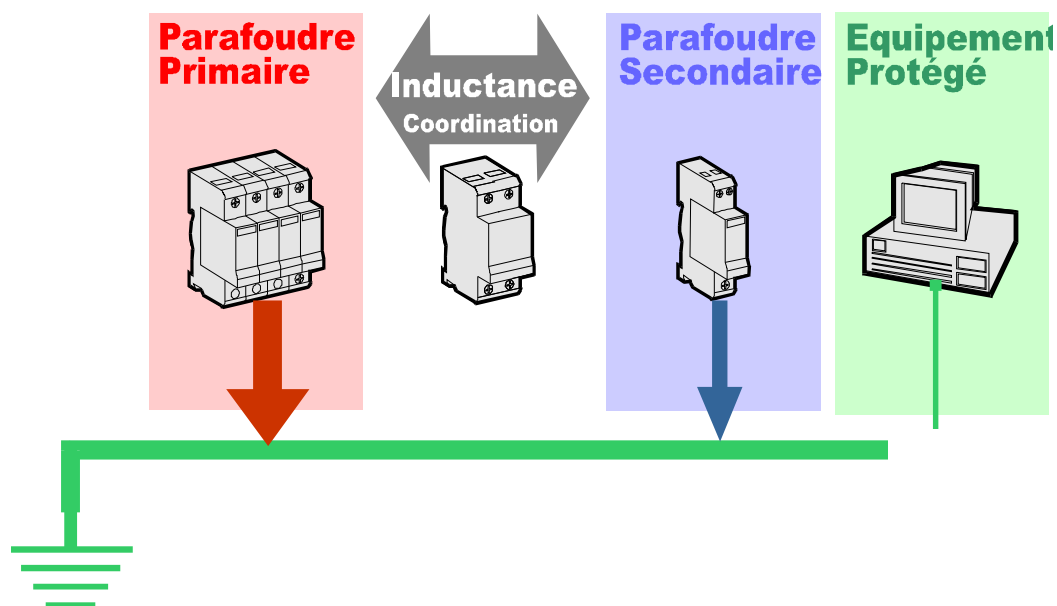 Parafoudre
Primaire
Inductance
Coordination
Parafoudre
Secondaire
Equipement
Protégé